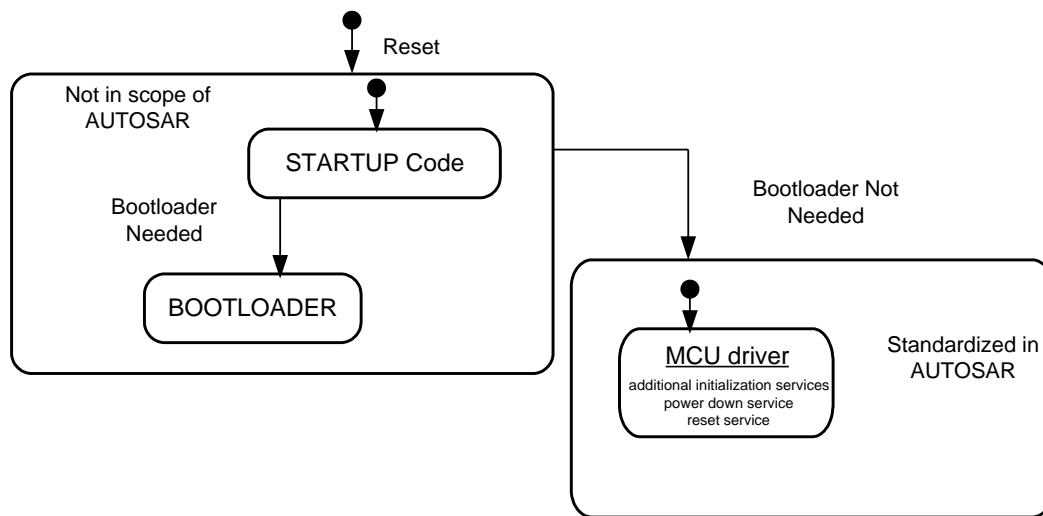 Reset
Not in scope of
AUTOSAR
STARTUP Code
Bootloader
Needed
BOOTLOADER
Bootloader Not
Needed
MCU driver
additional initialization services
power down service
reset service
Standardized in
AUTOSAR